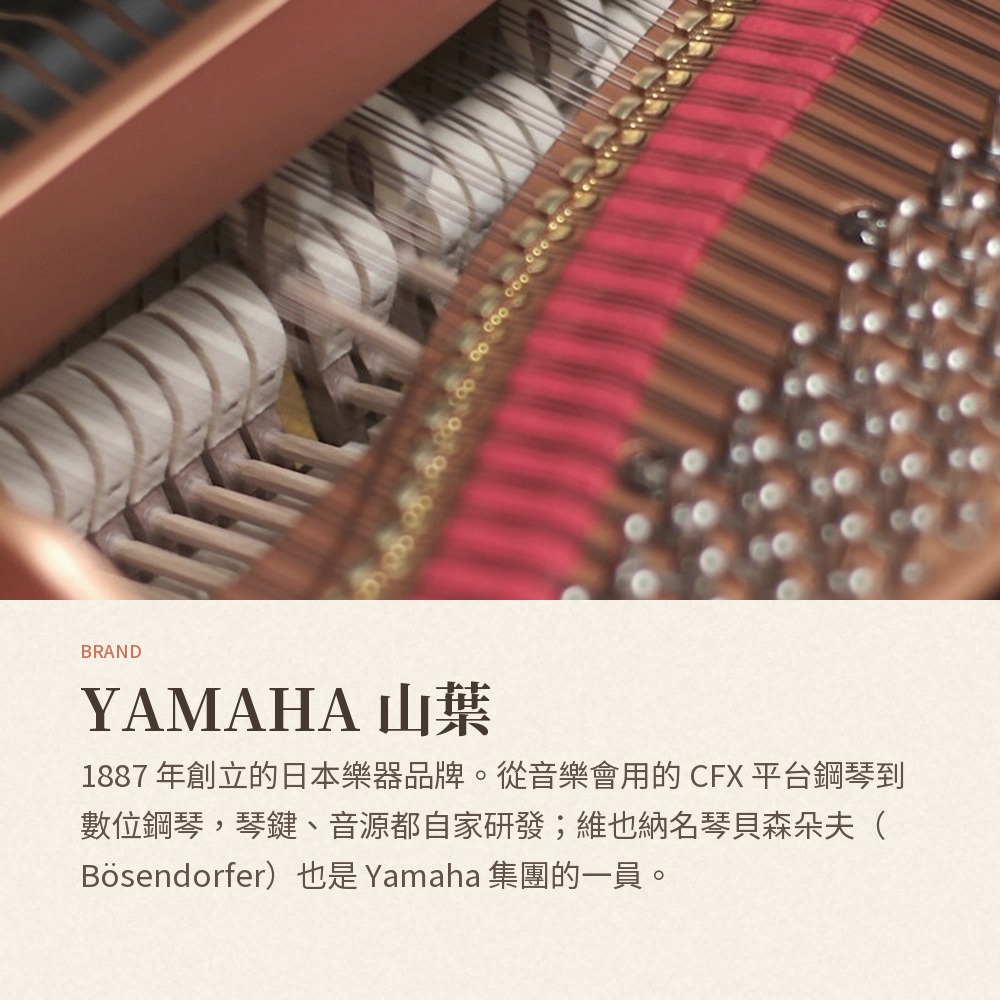 BRAND
YAMAHA 山葉
1887 年創立的日本樂器品牌。從音樂會用的 CFX 平台鋼琴到
數位鋼琴，琴鍵、音源都自家研發；維也納名琴貝森朵夫（
Bösendorfer）也是 Yamaha 集團的一員。